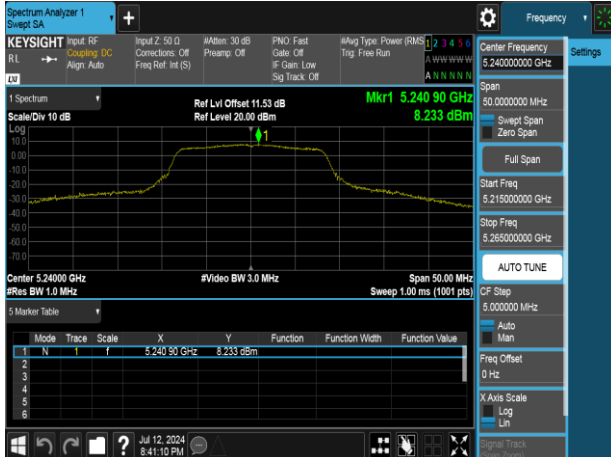 Spectrum Analyzer 1
Swept SA
+
Frequency
KEYSIGHT
RL
LXI
Input: RF
Coupling: DC
Align: Auto
Input Z: 50 Ω
Corrections: Off
Freq Ref: Int (S)
#Atten: 30 dB
Preamp: Off
PNO: Fast
Gate: Off
IF Gain: Low
Sig Track: Off
#Avg Type: Power (RMS
Trig: Free Run
1 2 3 4 5 6
A W W W W W
A N N N N N
1 Spectrum
Scale/Div 10 dB
Ref Lvl Offset 11.53 dB
Ref Level 20.00 dBm
Mkr1 5.240 90 GHz
8.233 dBm
Log
10.0
0.00
-10.0
-20.0
-30.0
-40.0
-50.0
-60.0
-70.0
1
Center 5.24000 GHz
#Res BW 1.0 MHz
#Video BW 3.0 MHz
Span 50.00 MHz
Sweep 1.00 ms (1001 pts)
5 Marker Table
Mode Trace Scale X Y Function Function Width Function Value
1 N 1 f 5.240 90 GHz 8.233 dBm
2
3
4
5
6
Jul 12, 2024
8:41:10 PM
?
Center Frequency
5.240000000 GHz
Settings
Span
50.0000000 MHz
Swept Span
Zero Span
Full Span
Start Freq
5.215000000 GHz
Stop Freq
5.265000000 GHz
AUTO TUNE
CF Step
5.000000 MHz
Auto
Man
Freq Offset
0 Hz
X Axis Scale
Log
Lin
Signal Track
(Span Zoom)